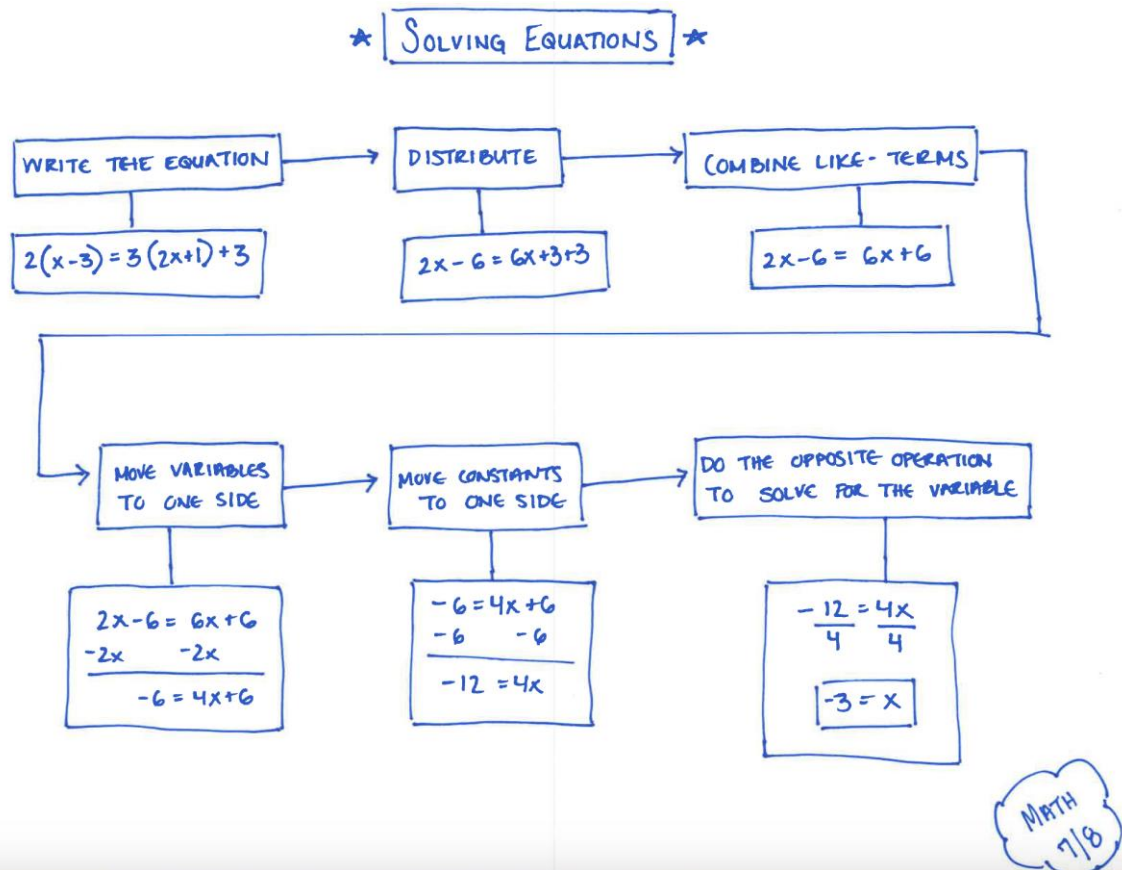 ★ SOLVING EQUATIONS ★
WRITE THE EQUATION
2(x-3) = 3(2x+1)+3
DISTRIBUTE
2x - 6 = 6x+3+3
COMBINE LIKE-TERMS
2x-6 = 6x+6
MOVE VARIABLES
TO ONE SIDE
2x-6 = 6x+6
-2x -2x
-6 = 4x+6
MOVE CONSTANTS
TO ONE SIDE
-6 = 4x+6
-6 -6
-12 = 4x
DO THE OPPOSITE OPERATION
TO SOLVE FOR THE VARIABLE
-12 = 4x
4 4
-3 = x
MATH
7/8